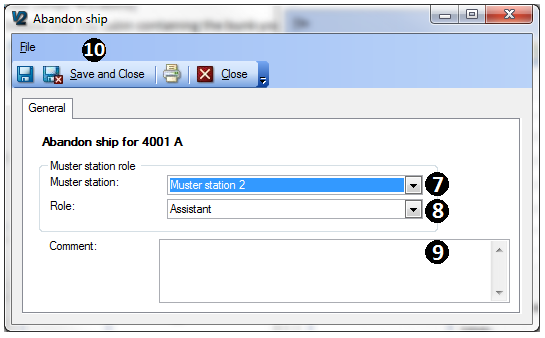 V2 Abandon ship
File
10
Save and Close Close
General
Abandon ship for 4001 A
Muster station role
Muster station: Muster station 2 7
Role: Assistant 8
Comment: 9